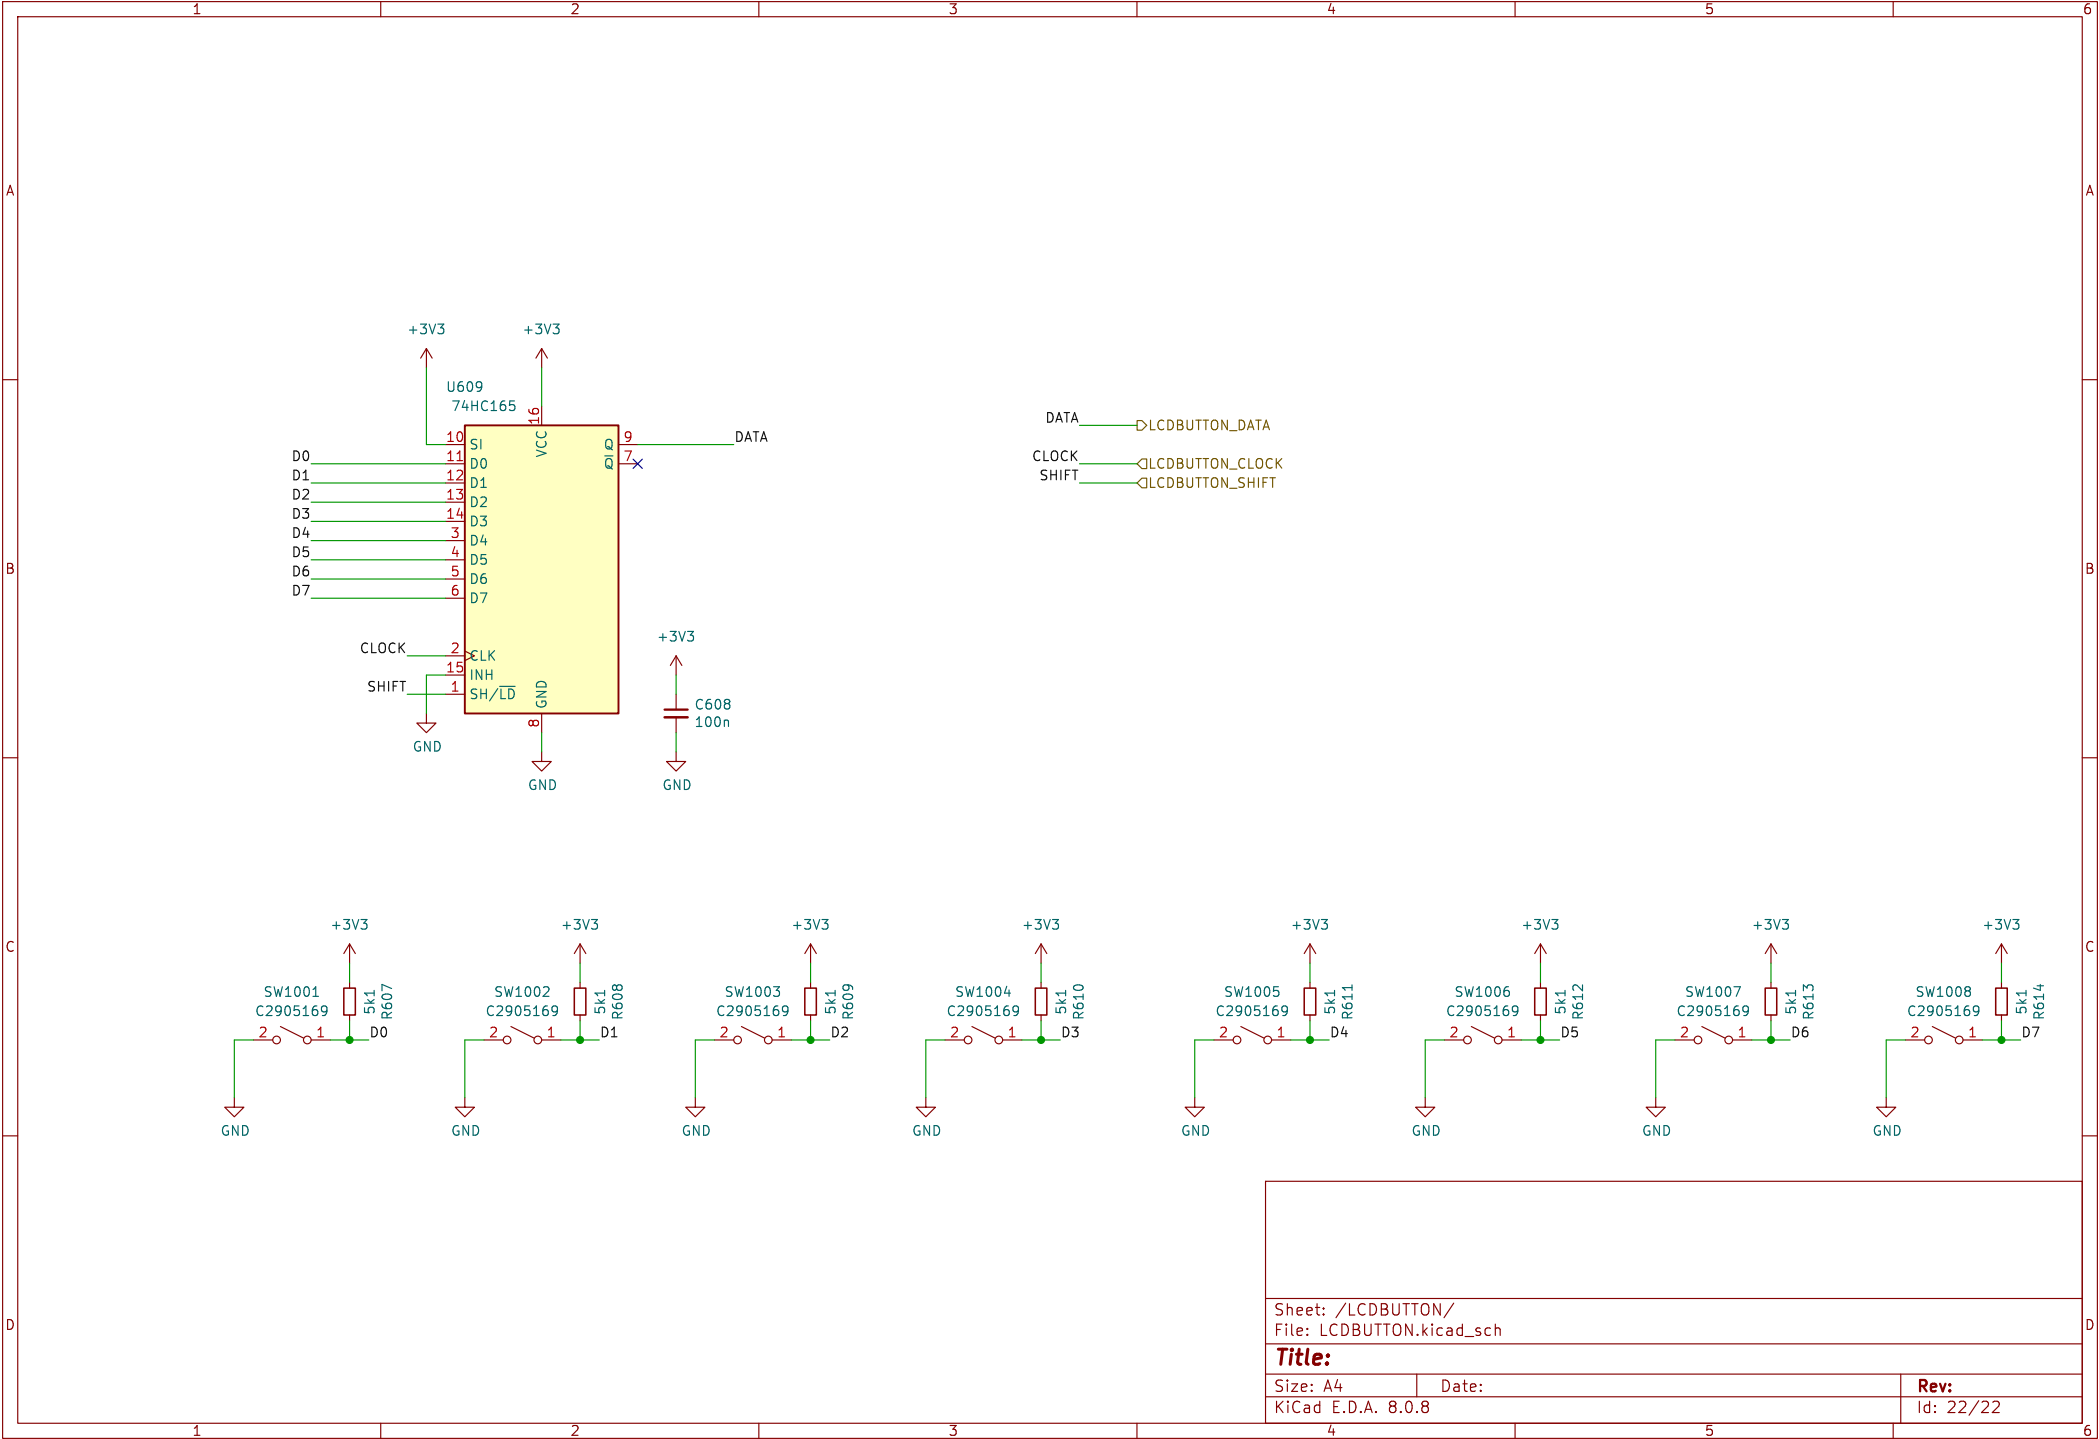 1 2 3 4 5 6
A A
B B
C C
D D
+3V3 +3V3
U609
74HC165
16
VCC
10 SI
11 D0
12 D1
13 D2
14 D3
3 D4
4 D5
5 D6
6 D7
2 CLK
15 INH
1 SH/LD
9 Q
7 Q
GND
8
D0
D1
D2
D3
D4
D5
D6
D7
CLOCK
SHIFT
DATA
GND
GND
+3V3
C608
100n
GND
DATA LCDBUTTON_DATA
CLOCK LCDBUTTON_CLOCK
SHIFT LCDBUTTON_SHIFT
+3V3
SW1001
C2905169
2 1
5k1
R607
D0
GND
+3V3
SW1002
C2905169
2 1
5k1
R608
D1
GND
+3V3
SW1003
C2905169
2 1
5k1
R609
D2
GND
+3V3
SW1004
C2905169
2 1
5k1
R610
D3
GND
+3V3
SW1005
C2905169
2 1
5k1
R611
D4
GND
+3V3
SW1006
C2905169
2 1
5k1
R612
D5
GND
+3V3
SW1007
C2905169
2 1
5k1
R613
D6
GND
+3V3
SW1008
C2905169
2 1
5k1
R614
D7
GND
Sheet: /LCDBUTTON/
File: LCDBUTTON.kicad_sch
Title:
Size: A4 Date: Rev:
KiCad E.D.A. 8.0.8 Id: 22/22
1 2 3 4 5 6